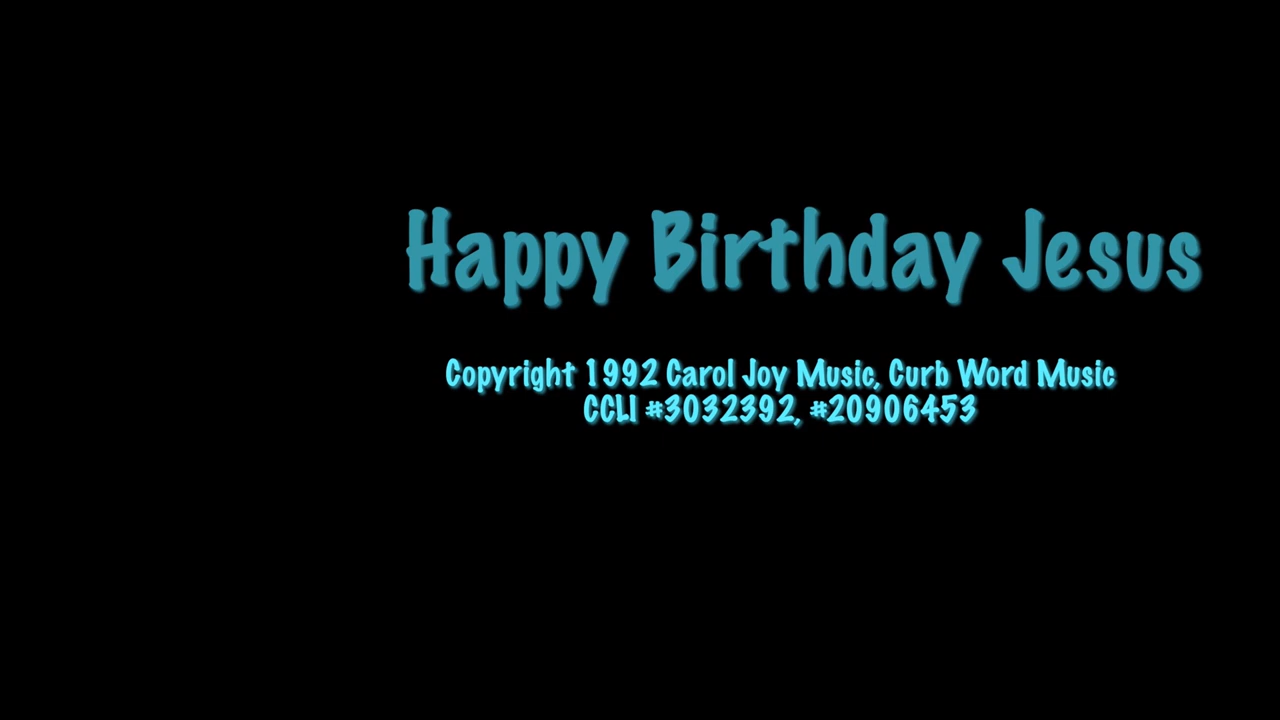 Happy Birthday Jesus
Copyright 1992 Carol Joy Music, Curb Word Music
CCLI #3032392, #20906453